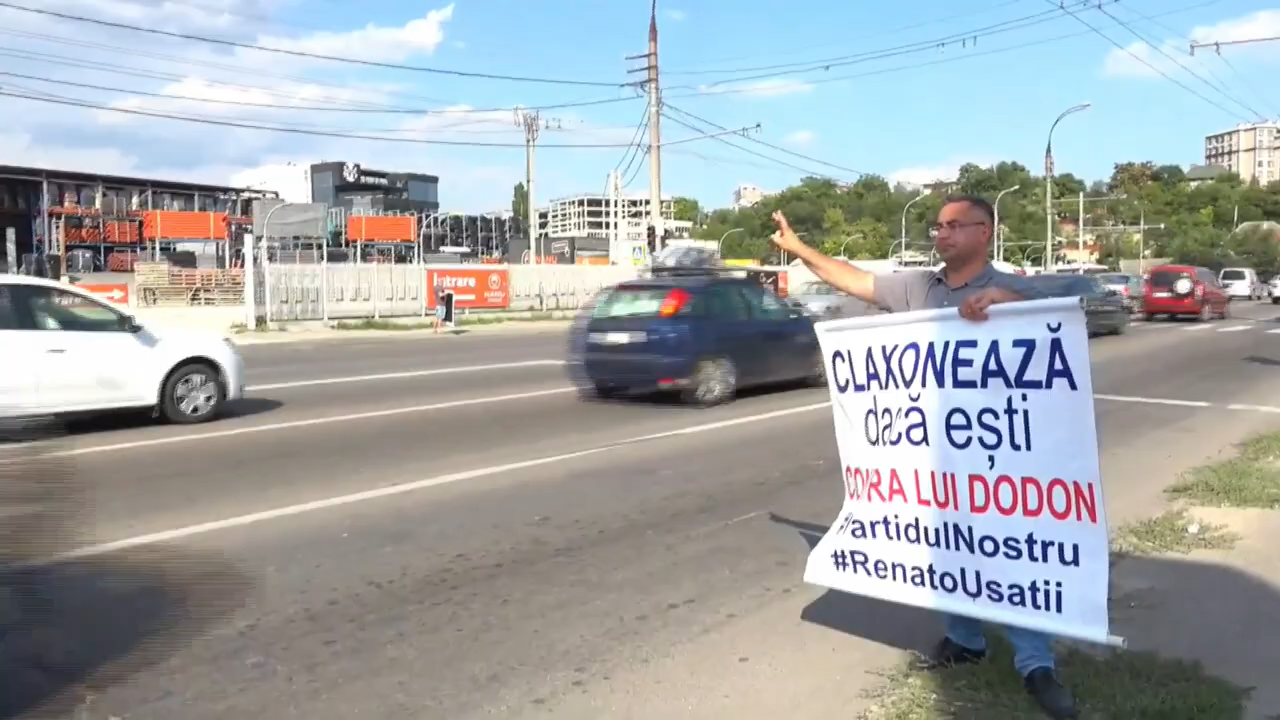 Intrare
CLAXONEAZĂ
dacă ești
CONTRA LUI DODON
#PartidulNostru
#RenatoUsatii